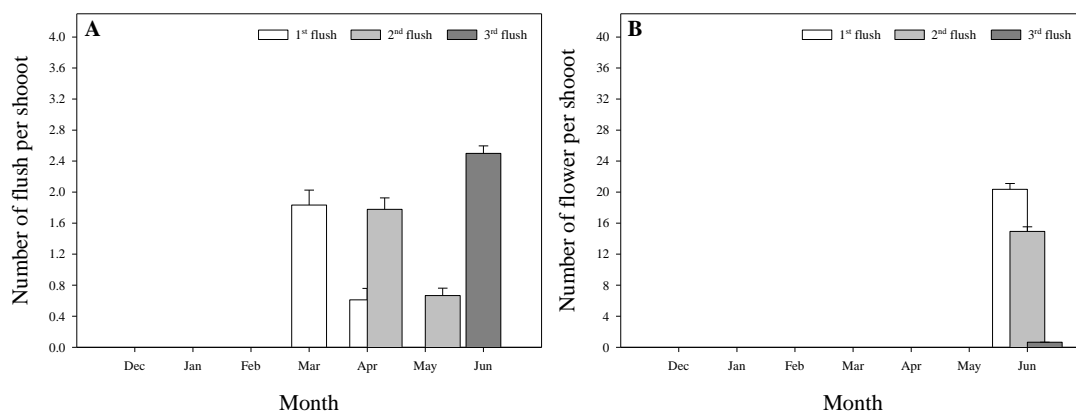 A
1st flush 2nd flush 3rd flush
Number of flush per shooot
4.0
3.6
3.2
2.8
2.4
2.0
1.6
1.2
0.8
0.4
0.0
Dec Jan Feb Mar Apr May Jun
Month
B
1st flush 2nd flush 3rd flush
Number of flower per shooot
40
36
32
28
24
20
16
12
8
4
0
Dec Jan Feb Mar Apr May Jun
Month